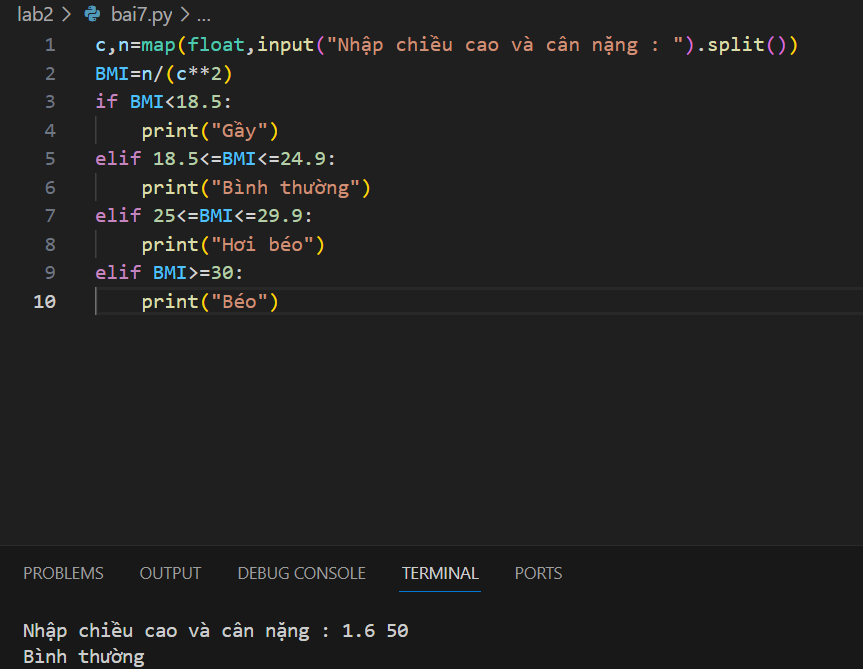 lab2 > bai7.py > ...
1 c,n=map(float,input("Nhập chiều cao và cân nặng : ").split())
2 BMI=n/(c**2)
3 if BMI<18.5:
4     print("Gầy")
5 elif 18.5<=BMI<=24.9:
6     print("Bình thường")
7 elif 25<=BMI<=29.9:
8     print("Hơi béo")
9 elif BMI>=30:
10     print("Béo")
PROBLEMS OUTPUT DEBUG CONSOLE TERMINAL PORTS
Nhập chiều cao và cân nặng : 1.6 50
Bình thường